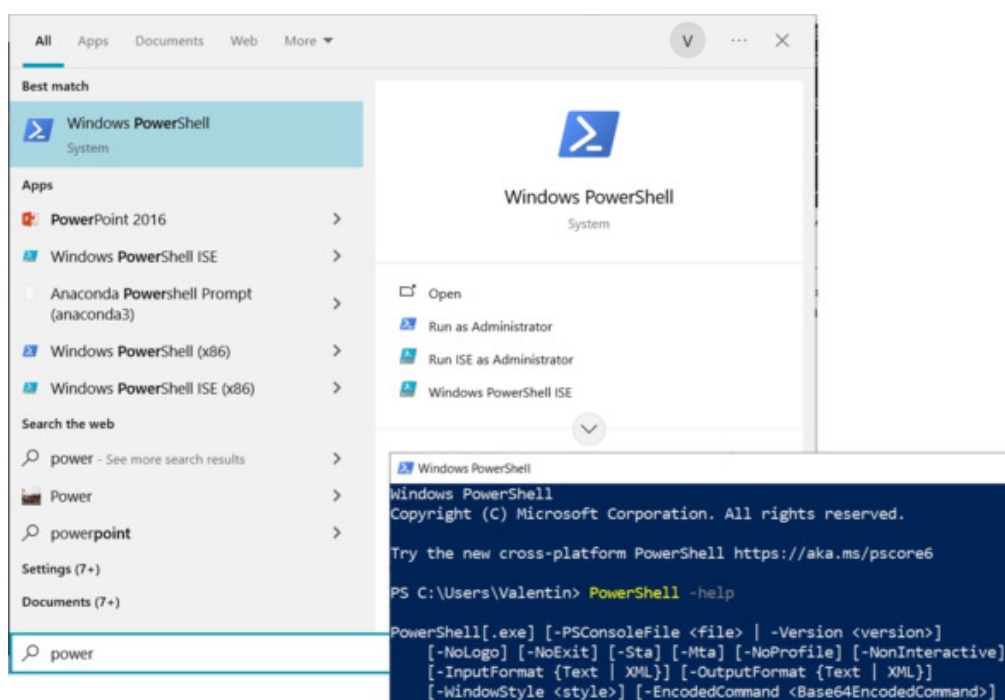 All Apps Documents Web More
V
Best match
Windows PowerShell
System
Apps
PowerPoint 2016
Windows PowerShell ISE
Anaconda Powershell Prompt
(anaconda3)
Windows PowerShell (x86)
Windows PowerShell ISE (x86)
Search the web
power - See more search results
Power
powerpoint
Settings (7+)
Documents (7+)
power
Windows PowerShell
System
Open
Run as Administrator
Run ISE as Administrator
Windows PowerShell ISE
Windows PowerShell
Windows PowerShell
Copyright (C) Microsoft Corporation. All rights reserved.
Try the new cross-platform PowerShell https://aka.ms/pscore6
PS C:\Users\Valentin> PowerShell -help
PowerShell[.exe] [-PSConsoleFile <file> | -Version <version>]
[-NoLogo] [-NoExit] [-Sta] [-Mta] [-NoProfile] [-NonInteractive]
[-InputFormat {Text | XML}] [-OutputFormat {Text | XML}]
[-WindowStyle <style>] [-EncodedCommand <Base64EncodedCommand>]